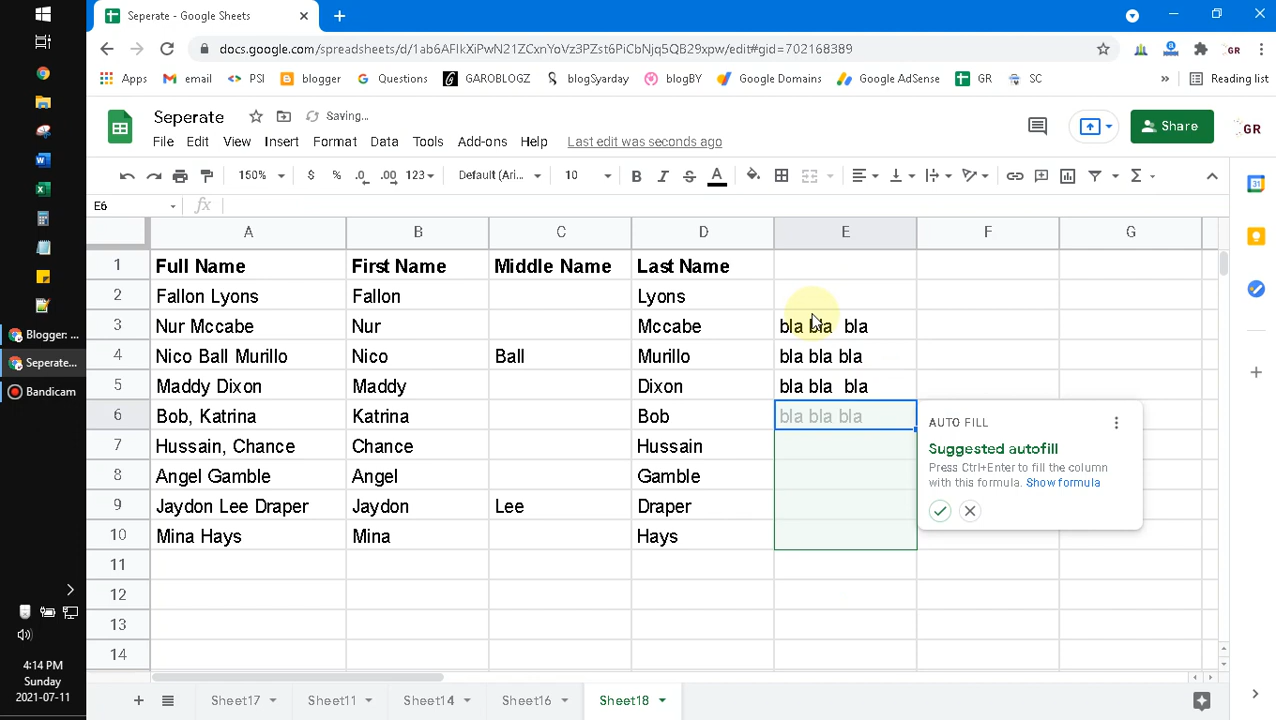 Seperate - Google Sheets
docs.google.com/spreadsheets/d/1ab6AFIkXiPwN21ZCxnYoVz3PZst6PiCbNjq5QB29xpw/edit#gid=702168389
Apps email PSI blogger Questions GAROBLOGZ blogSyarday blogBY Google Domains Google AdSense GR SC » Reading list
Seperate Saving...
File Edit View Insert Format Data Tools Add-ons Help Last edit was seconds ago
Share
GR
150% $ % .0 .00 123 Default (Ari... 10 B I S A
E6 fx
A B C D E F G
1 Full Name First Name Middle Name Last Name
2 Fallon Lyons Fallon Lyons
3 Nur Mccabe Nur Mccabe bla bla bla
4 Nico Ball Murillo Nico Ball Murillo bla bla bla
5 Maddy Dixon Maddy Dixon bla bla bla
6 Bob, Katrina Katrina Bob bla bla bla
7 Hussain, Chance Chance Hussain
8 Angel Gamble Angel Gamble
9 Jaydon Lee Draper Jaydon Lee Draper
10 Mina Hays Mina Hays
11
12
13
14
AUTO FILL
Suggested autofill
Press Ctrl+Enter to fill the column
with this formula. Show formula
Sheet17 Sheet11 Sheet14 Sheet16 Sheet18
Blogger: ...
Seperate...
Bandicam
4:14 PM
Sunday
2021-07-11